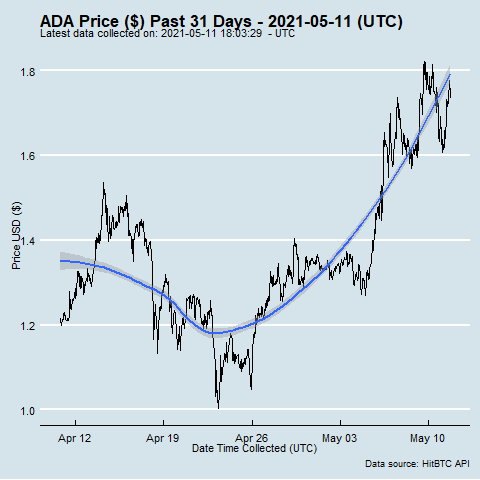 ADA Price ($) Past 31 Days - 2021-05-11 (UTC)
Latest data collected on: 2021-05-11 18:03:29 - UTC
1.8
1.6
1.4
1.2
1.0
Price USD ($)
Apr 12 Apr 19 Apr 26 May 03 May 10
Date Time Collected (UTC)
Data source: HitBTC API